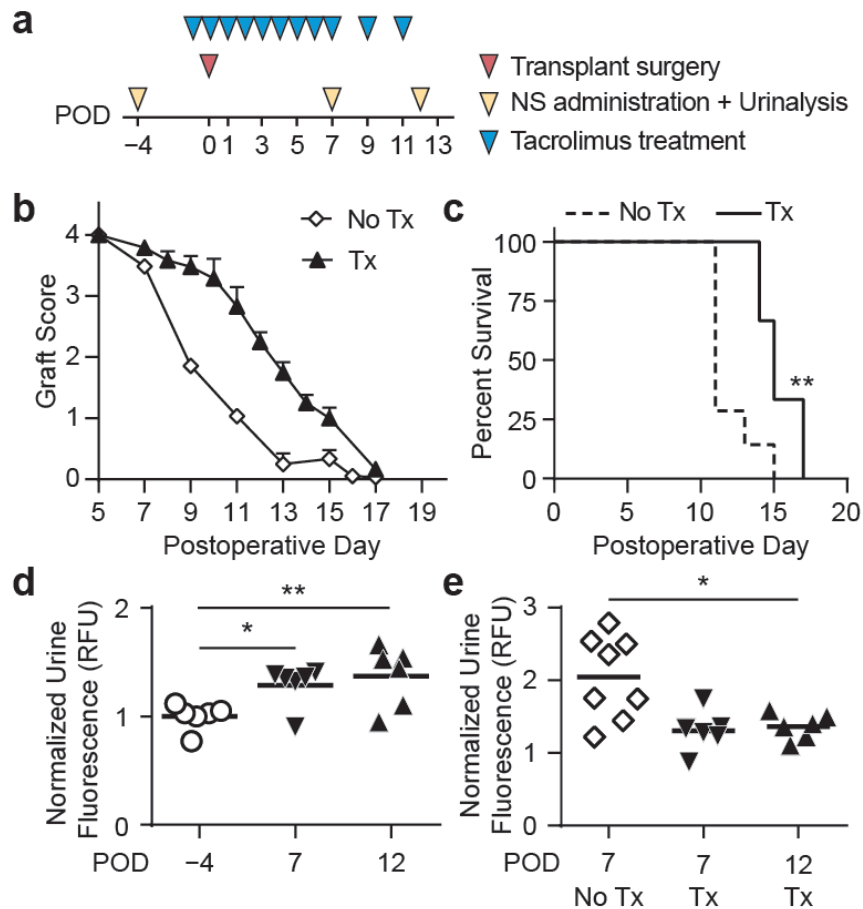 a
Transplant surgery
NS administration + Urinalysis
Tacrolimus treatment
POD
−4 0 1 3 5 7 9 11 13
b
No Tx
Tx
Graft Score
4
3
2
1
0
5 7 9 11 13 15 17 19
Postoperative Day
c
No Tx Tx
Percent Survival
100
75
50
25
0
**
0 5 10 15 20
Postoperative Day
d
Normalized Urine
Fluorescence (RFU)
2
1
0
**
*
POD −4 7 12
e
Normalized Urine
Fluorescence (RFU)
3
2
1
0
*
POD 7 7 12
No Tx Tx Tx